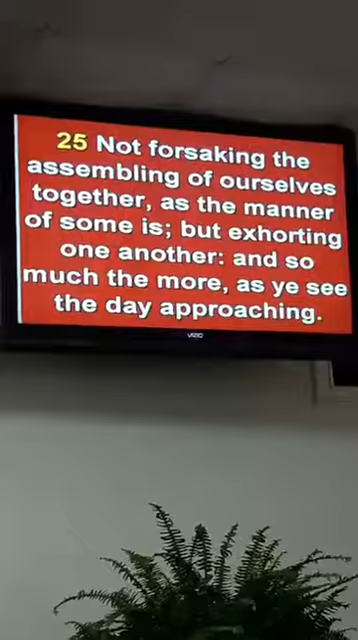 25 Not forsaking the
assembling of ourselves
together, as the manner
of some is; but exhorting
one another: and so
much the more, as ye see
the day approaching.
VIZIO